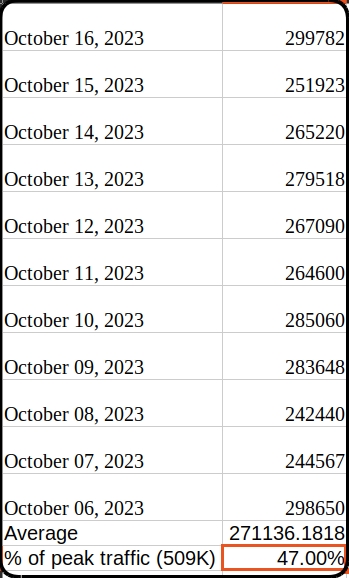 October 16, 2023 299782
October 15, 2023 251923
October 14, 2023 265220
October 13, 2023 279518
October 12, 2023 267090
October 11, 2023 264600
October 10, 2023 285060
October 09, 2023 283648
October 08, 2023 242440
October 07, 2023 244567
October 06, 2023 298650
Average 271136.1818
% of peak traffic (509K) 47.00%